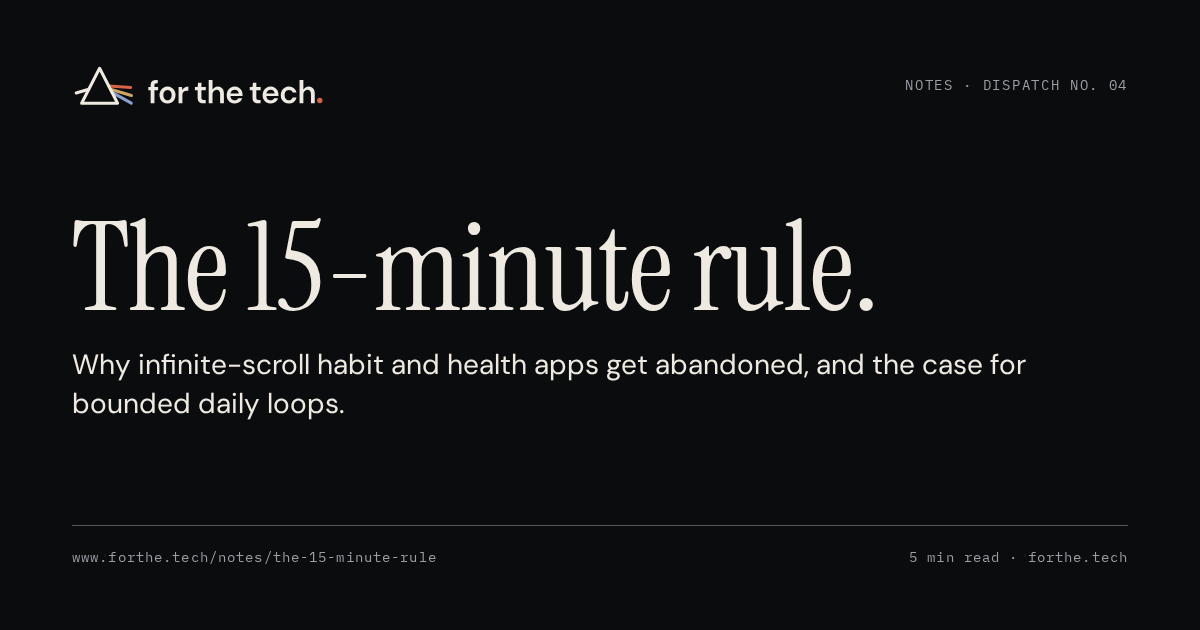 for the tech.
NOTES · DISPATCH NO. 04
The 15-minute rule.
Why infinite-scroll habit and health apps get abandoned, and the case for
bounded daily loops.
www.forthe.tech/notes/the-15-minute-rule
5 min read · forthe.tech